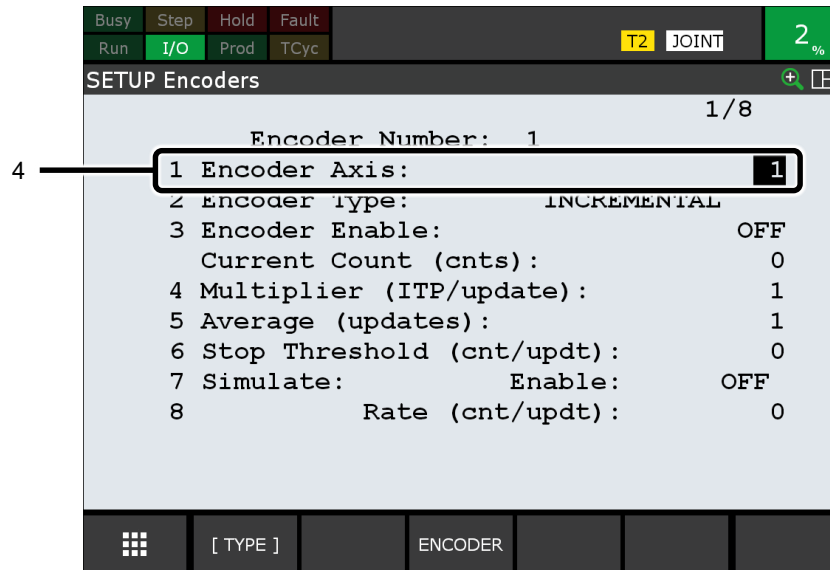 Busy Step Hold Fault
Run I/O Prod TCyc T2 JOINT 2 %
SETUP Encoders
1/8
Encoder Number: 1
4
1 Encoder Axis: 1
2 Encoder Type: INCREMENTAL
3 Encoder Enable: OFF
Current Count (cnts): 0
4 Multiplier (ITP/update): 1
5 Average (updates): 1
6 Stop Threshold (cnt/updt): 0
7 Simulate: Enable: OFF
8 Rate (cnt/updt): 0
[ TYPE ] ENCODER